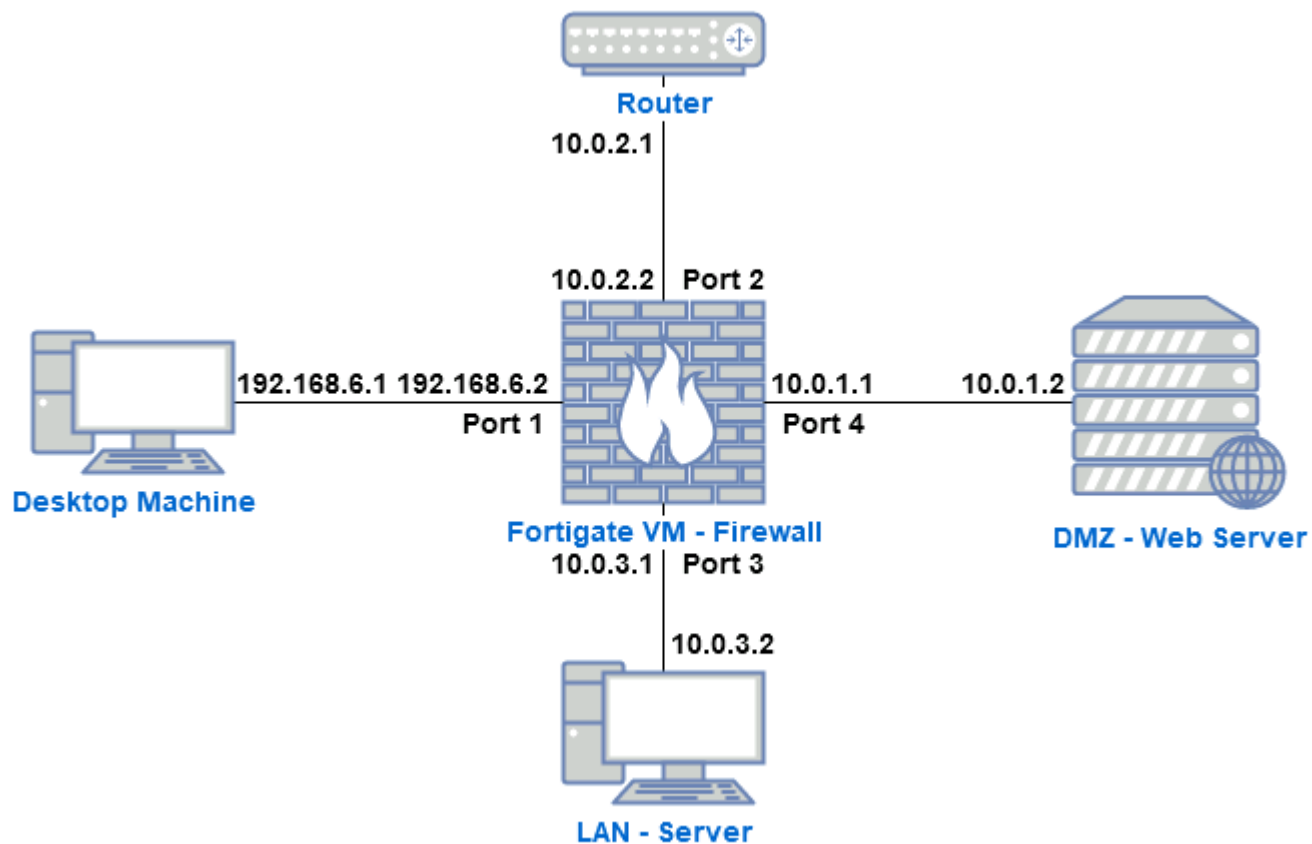 Router
10.0.2.1
10.0.2.2 Port 2
192.168.6.1 192.168.6.2
Port 1
10.0.1.1 10.0.1.2
Port 4
Desktop Machine
Fortigate VM - Firewall
DMZ - Web Server
10.0.3.1 Port 3
10.0.3.2
LAN - Server